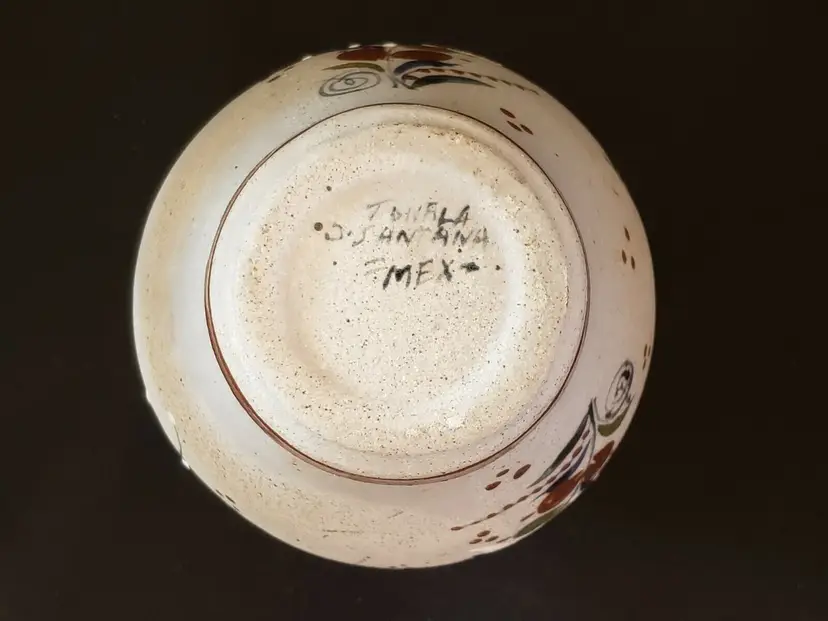 TONALA
J. SANTANA
=MEX=